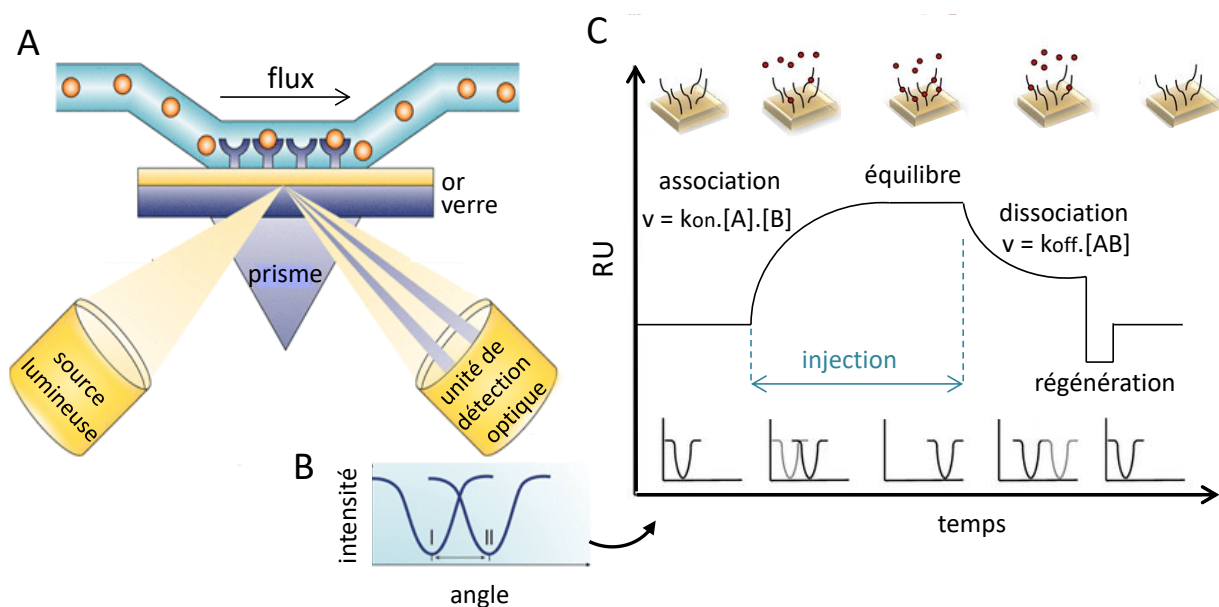 A
flux
or
verre
prisme
source
lumineuse
unité de
détection
optique
B
intensité
I
II
angle
C
RU
association
v = kon.[A].[B]
équilibre
dissociation
v = koff.[AB]
injection
régénération
temps